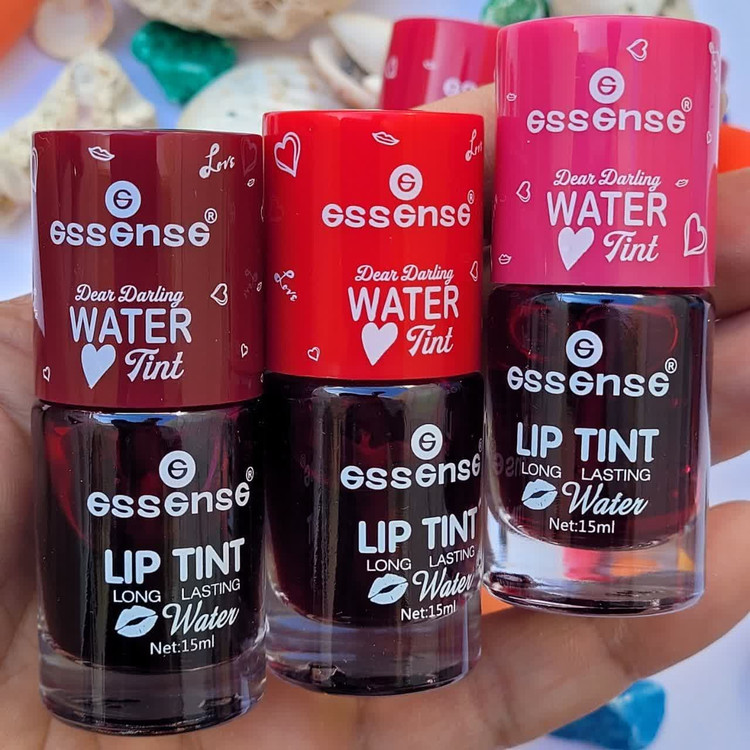 Love
S
essense®
Dear Darling
WATER
Tint
S
essense®
LIP TINT
LONG LASTING
Water
Net:15ml
Love
S
essense®
Love
Dear Darling
WATER
Tint
S
essense
LIP TINT
LONG LASTING
Water
Net:15ml
S
essense®
Dear Darling
WATER
Tint
S
essense®
LIP TINT
LONG LASTING
Water
Net:15ml